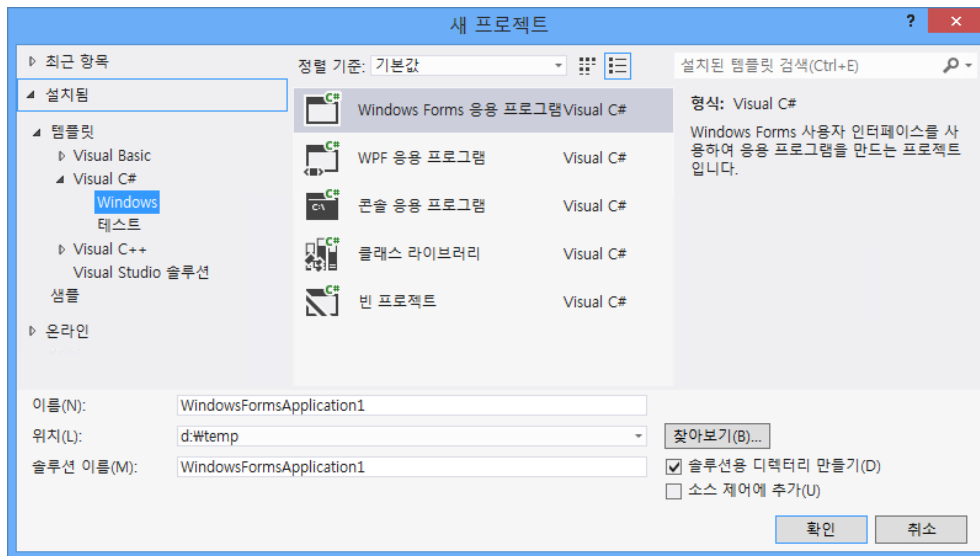 새 프로젝트
?
최근 항목
정렬 기준: 기본값
설치된 템플릿 검색(Ctrl+E)
설치됨
템플릿
Visual Basic
Visual C#
Windows
테스트
Visual C++
Visual Studio 솔루션
샘플
온라인
C# Windows Forms 응용 프로그램 Visual C#
C# WPF 응용 프로그램 Visual C#
C# C:\ 콘솔 응용 프로그램 Visual C#
C# 클래스 라이브러리 Visual C#
C# 빈 프로젝트 Visual C#
형식: Visual C#
Windows Forms 사용자 인터페이스를 사
용하여 응용 프로그램을 만드는 프로젝트
입니다.
이름(N): WindowsFormsApplication1
위치(L): d:₩temp 찾아보기(B)...
솔루션 이름(M): WindowsFormsApplication1
솔루션용 디렉터리 만들기(D)
소스 제어에 추가(U)
확인 취소